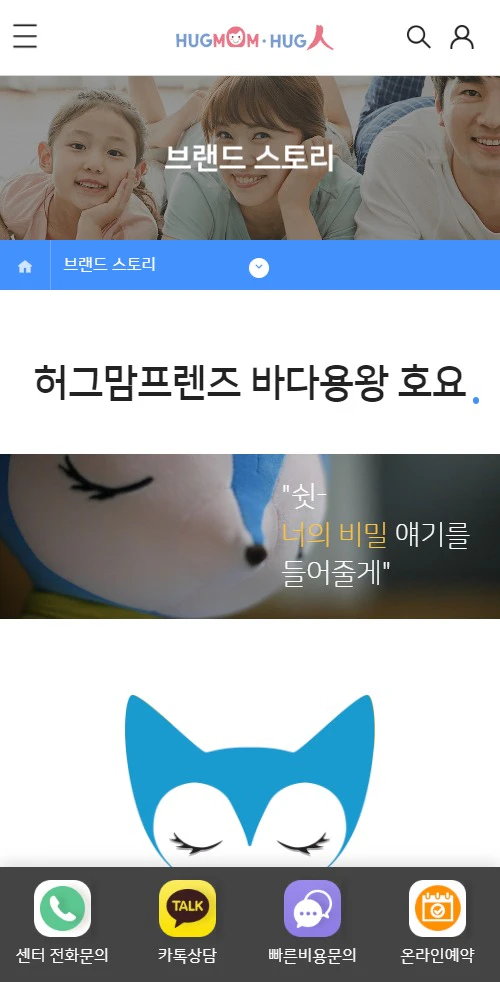 HUGMOM·HUG人
브랜드 스토리
브랜드 스토리
허그맘프렌즈 바다용왕 호요.
"쉿-
너의 비밀 얘기를
들어줄게"
TALK
센터 전화문의
카톡상담
빠른비용문의
온라인예약